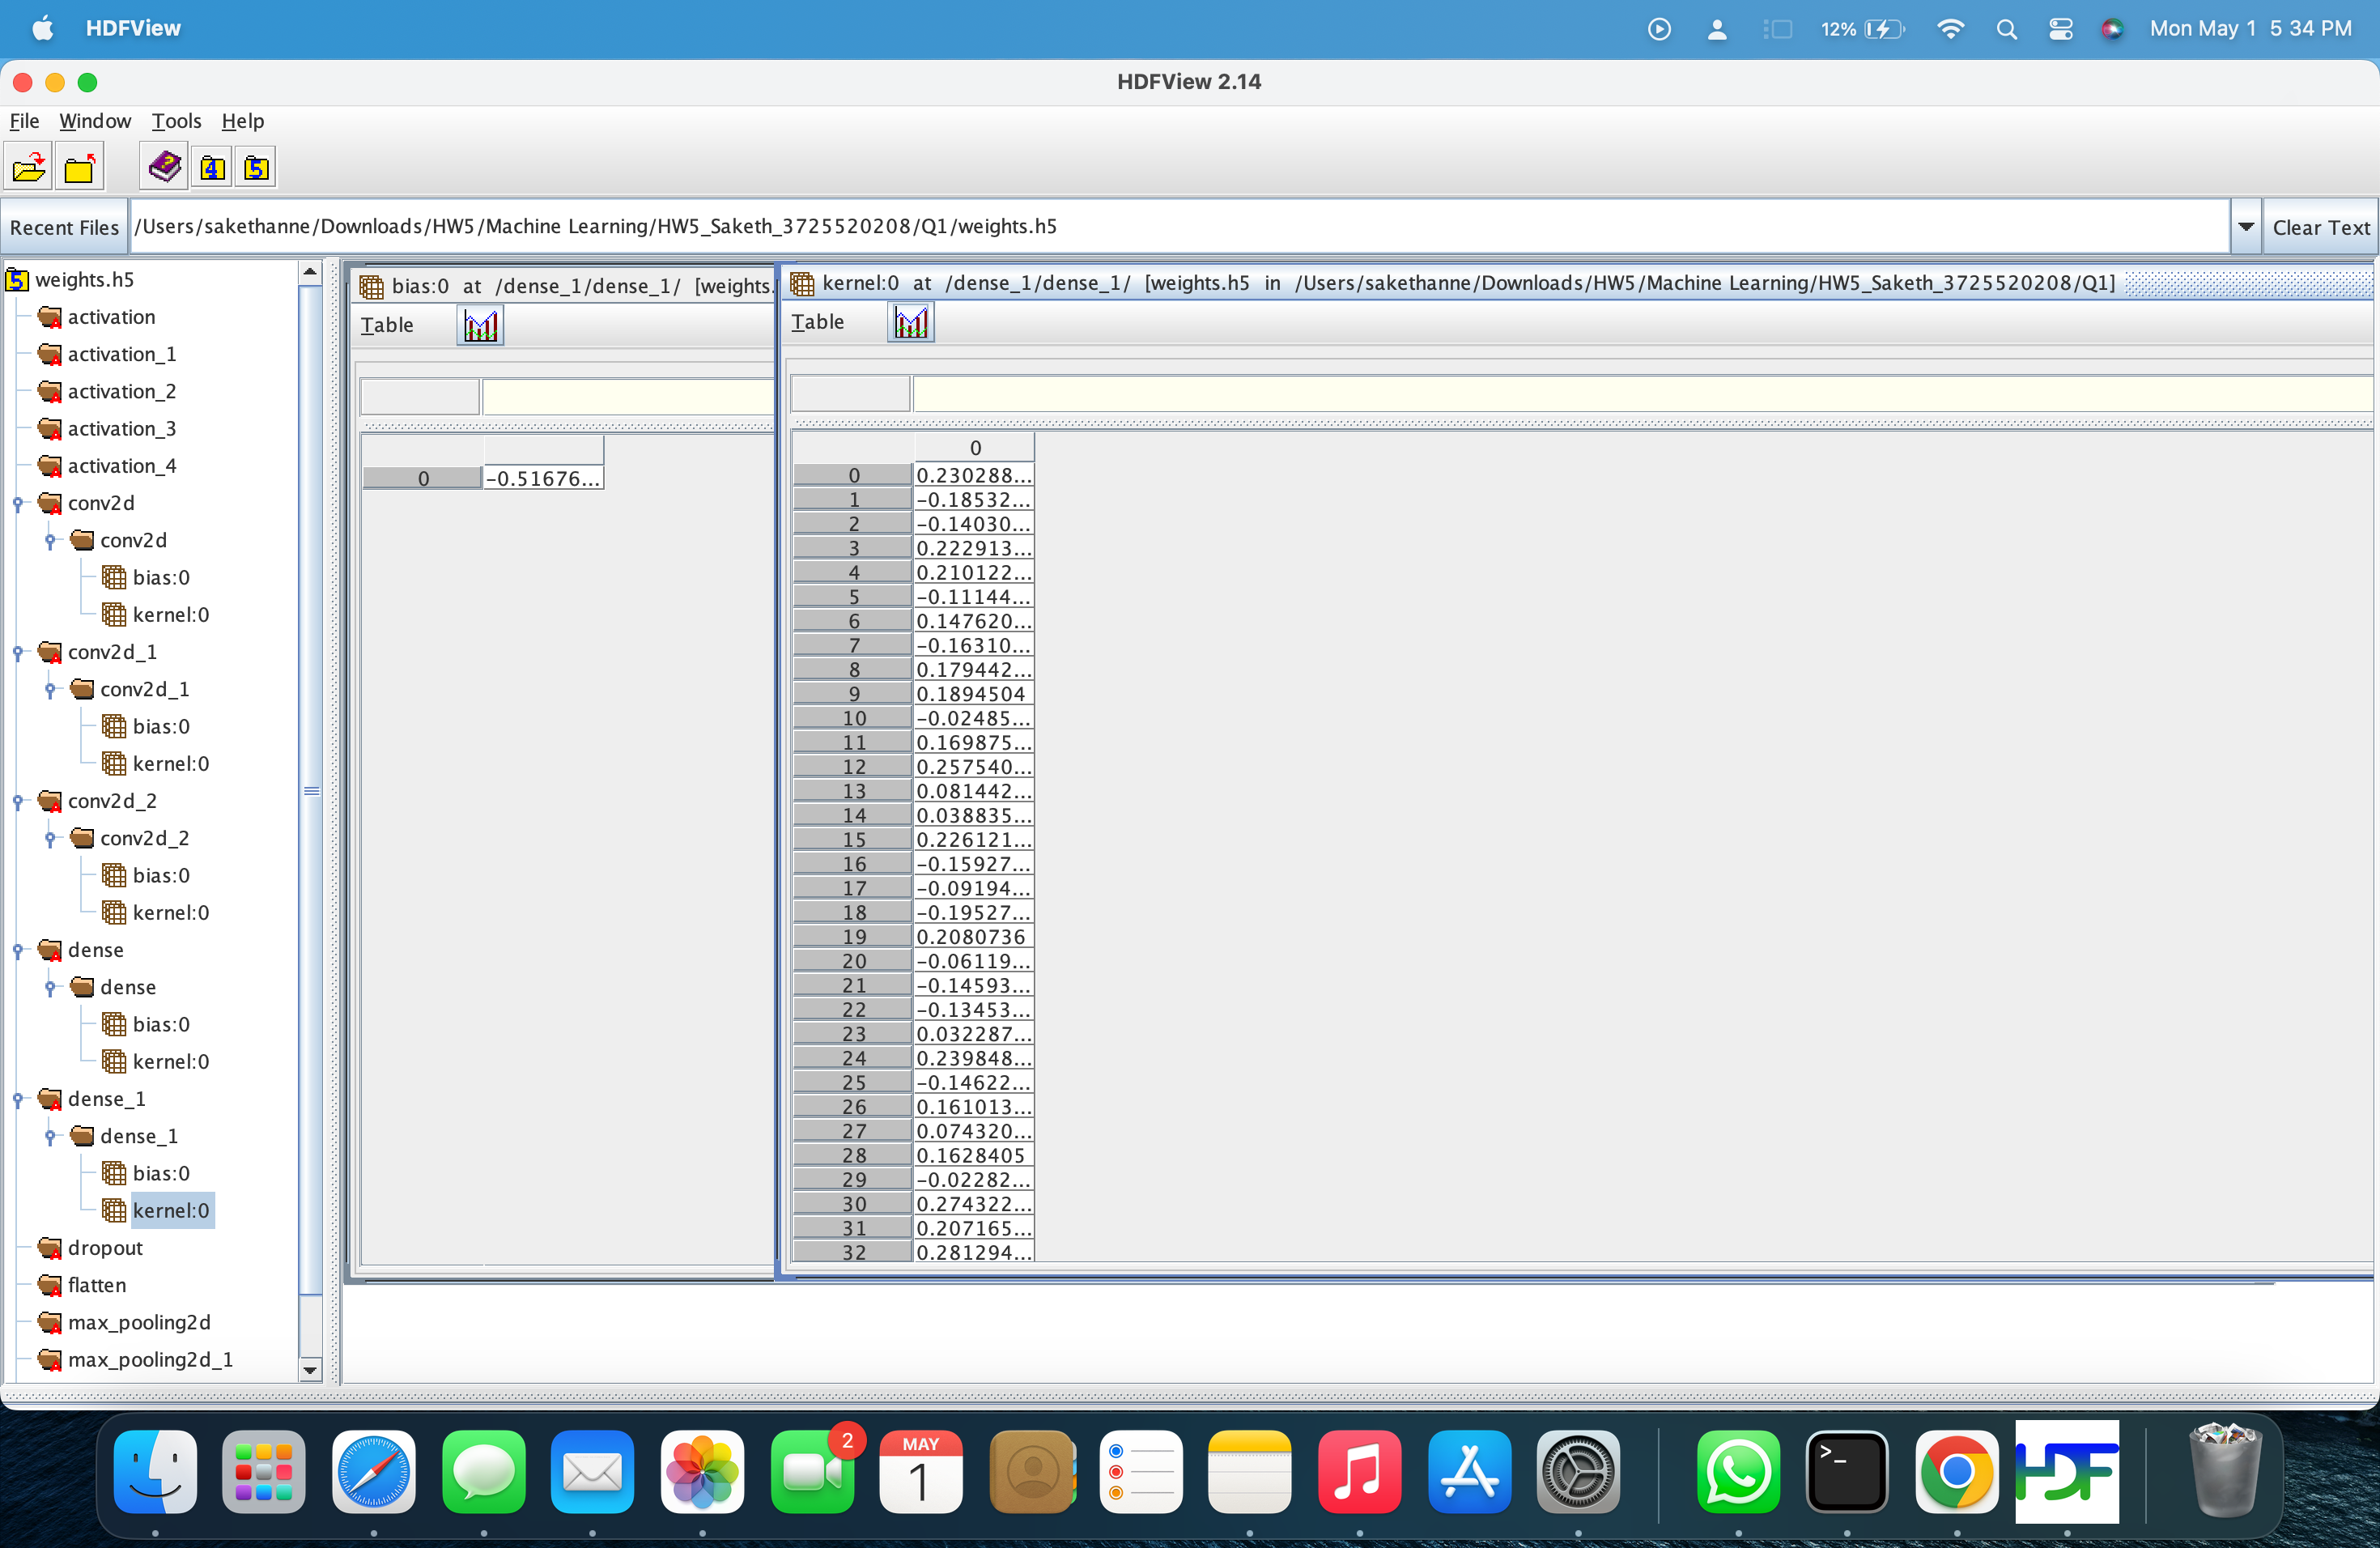 HDFView
12%
Mon May 1 5 34 PM
HDFView 2.14
File Window Tools Help
? 4 5
Recent Files
/Users/sakethanne/Downloads/HW5/Machine Learning/HW5_Saketh_3725520208/Q1/weights.h5
Clear Text
5 weights.h5
activation
activation_1
activation_2
activation_3
activation_4
conv2d
conv2d
bias:0
kernel:0
conv2d_1
conv2d_1
bias:0
kernel:0
conv2d_2
conv2d_2
bias:0
kernel:0
dense
dense
bias:0
kernel:0
dense_1
dense_1
bias:0
kernel:0
dropout
flatten
max_pooling2d
max_pooling2d_1
bias:0 at /dense_1/dense_1/ [weights.
Table
0 -0.51676...
kernel:0 at /dense_1/dense_1/ [weights.h5 in /Users/sakethanne/Downloads/HW5/Machine Learning/HW5_Saketh_3725520208/Q1]
Table
0
0 0.230288...
1 -0.18532...
2 -0.14030...
3 0.222913...
4 0.210122...
5 -0.11144...
6 0.147620...
7 -0.16310...
8 0.179442...
9 0.1894504
10 -0.02485...
11 0.169875...
12 0.257540...
13 0.081442...
14 0.038835...
15 0.226121...
16 -0.15927...
17 -0.09194...
18 -0.19527...
19 0.2080736
20 -0.06119...
21 -0.14593...
22 -0.13453...
23 0.032287...
24 0.239848...
25 -0.14622...
26 0.161013...
27 0.074320...
28 0.1628405
29 -0.02282...
30 0.274322...
31 0.207165...
32 0.281294...
2
MAY
1
>_
HDF